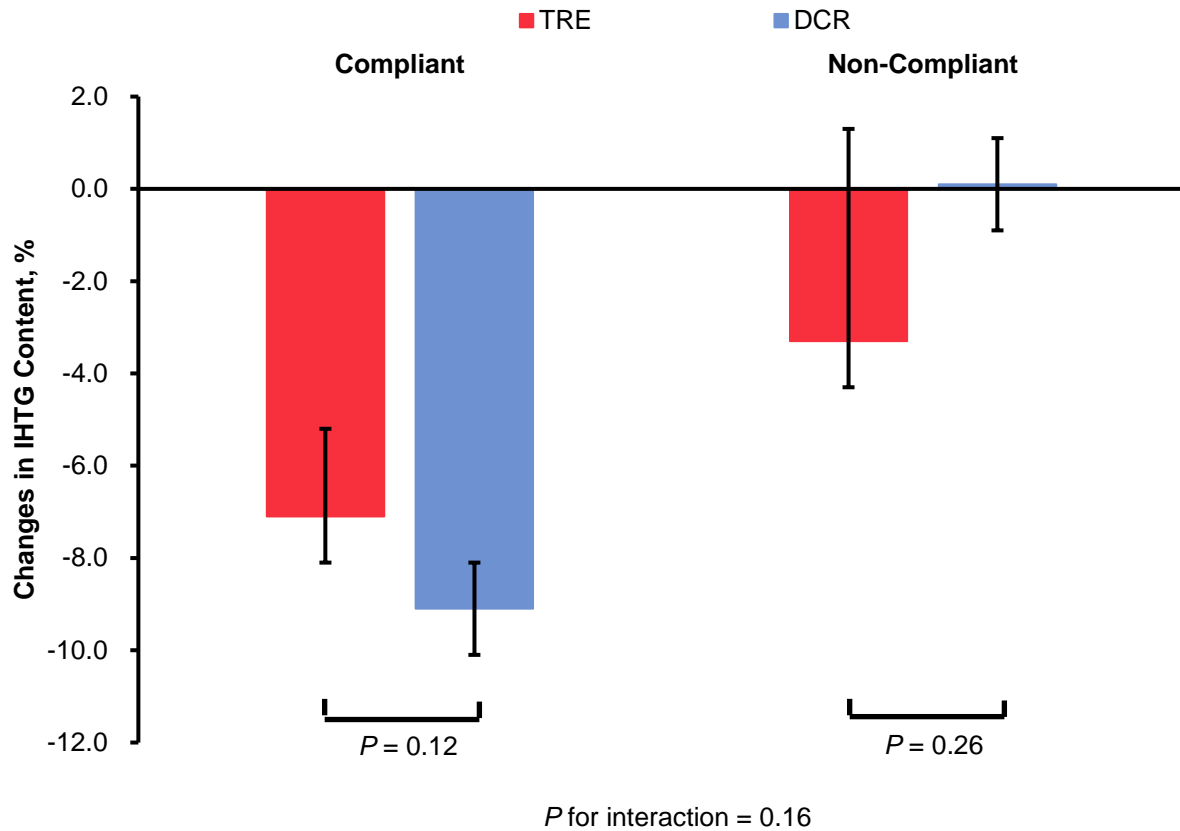 TRE DCR
Compliant Non-Compliant
2.0
0.0
-2.0
-4.0
-6.0
-8.0
-10.0
-12.0
Changes in IHTG Content, %
P = 0.12 P = 0.26
P for interaction = 0.16